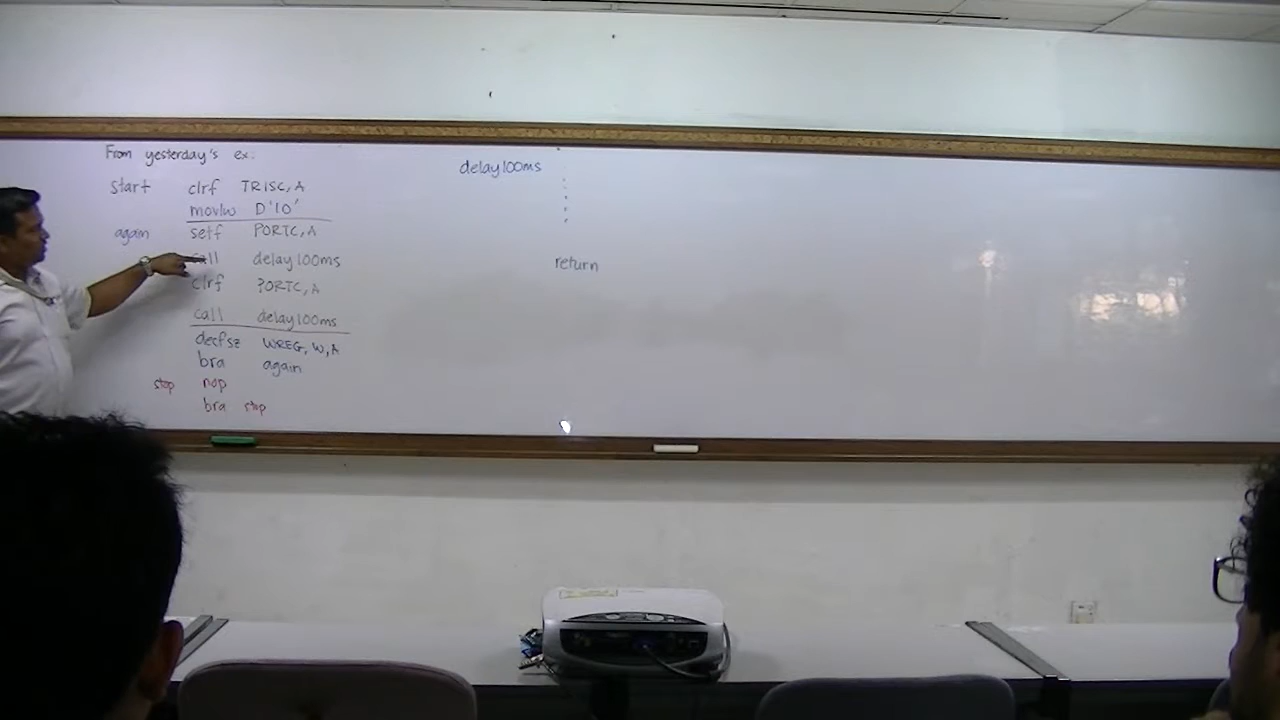 From yesterday's ex:
start clrf TRISC, A
movlw D'10'
again setf PORTC, A
call delay100ms
clrf PORTC, A
call delay100ms
decfsz WREG, W, A
bra again
stop nop
bra stop
delay100ms
return